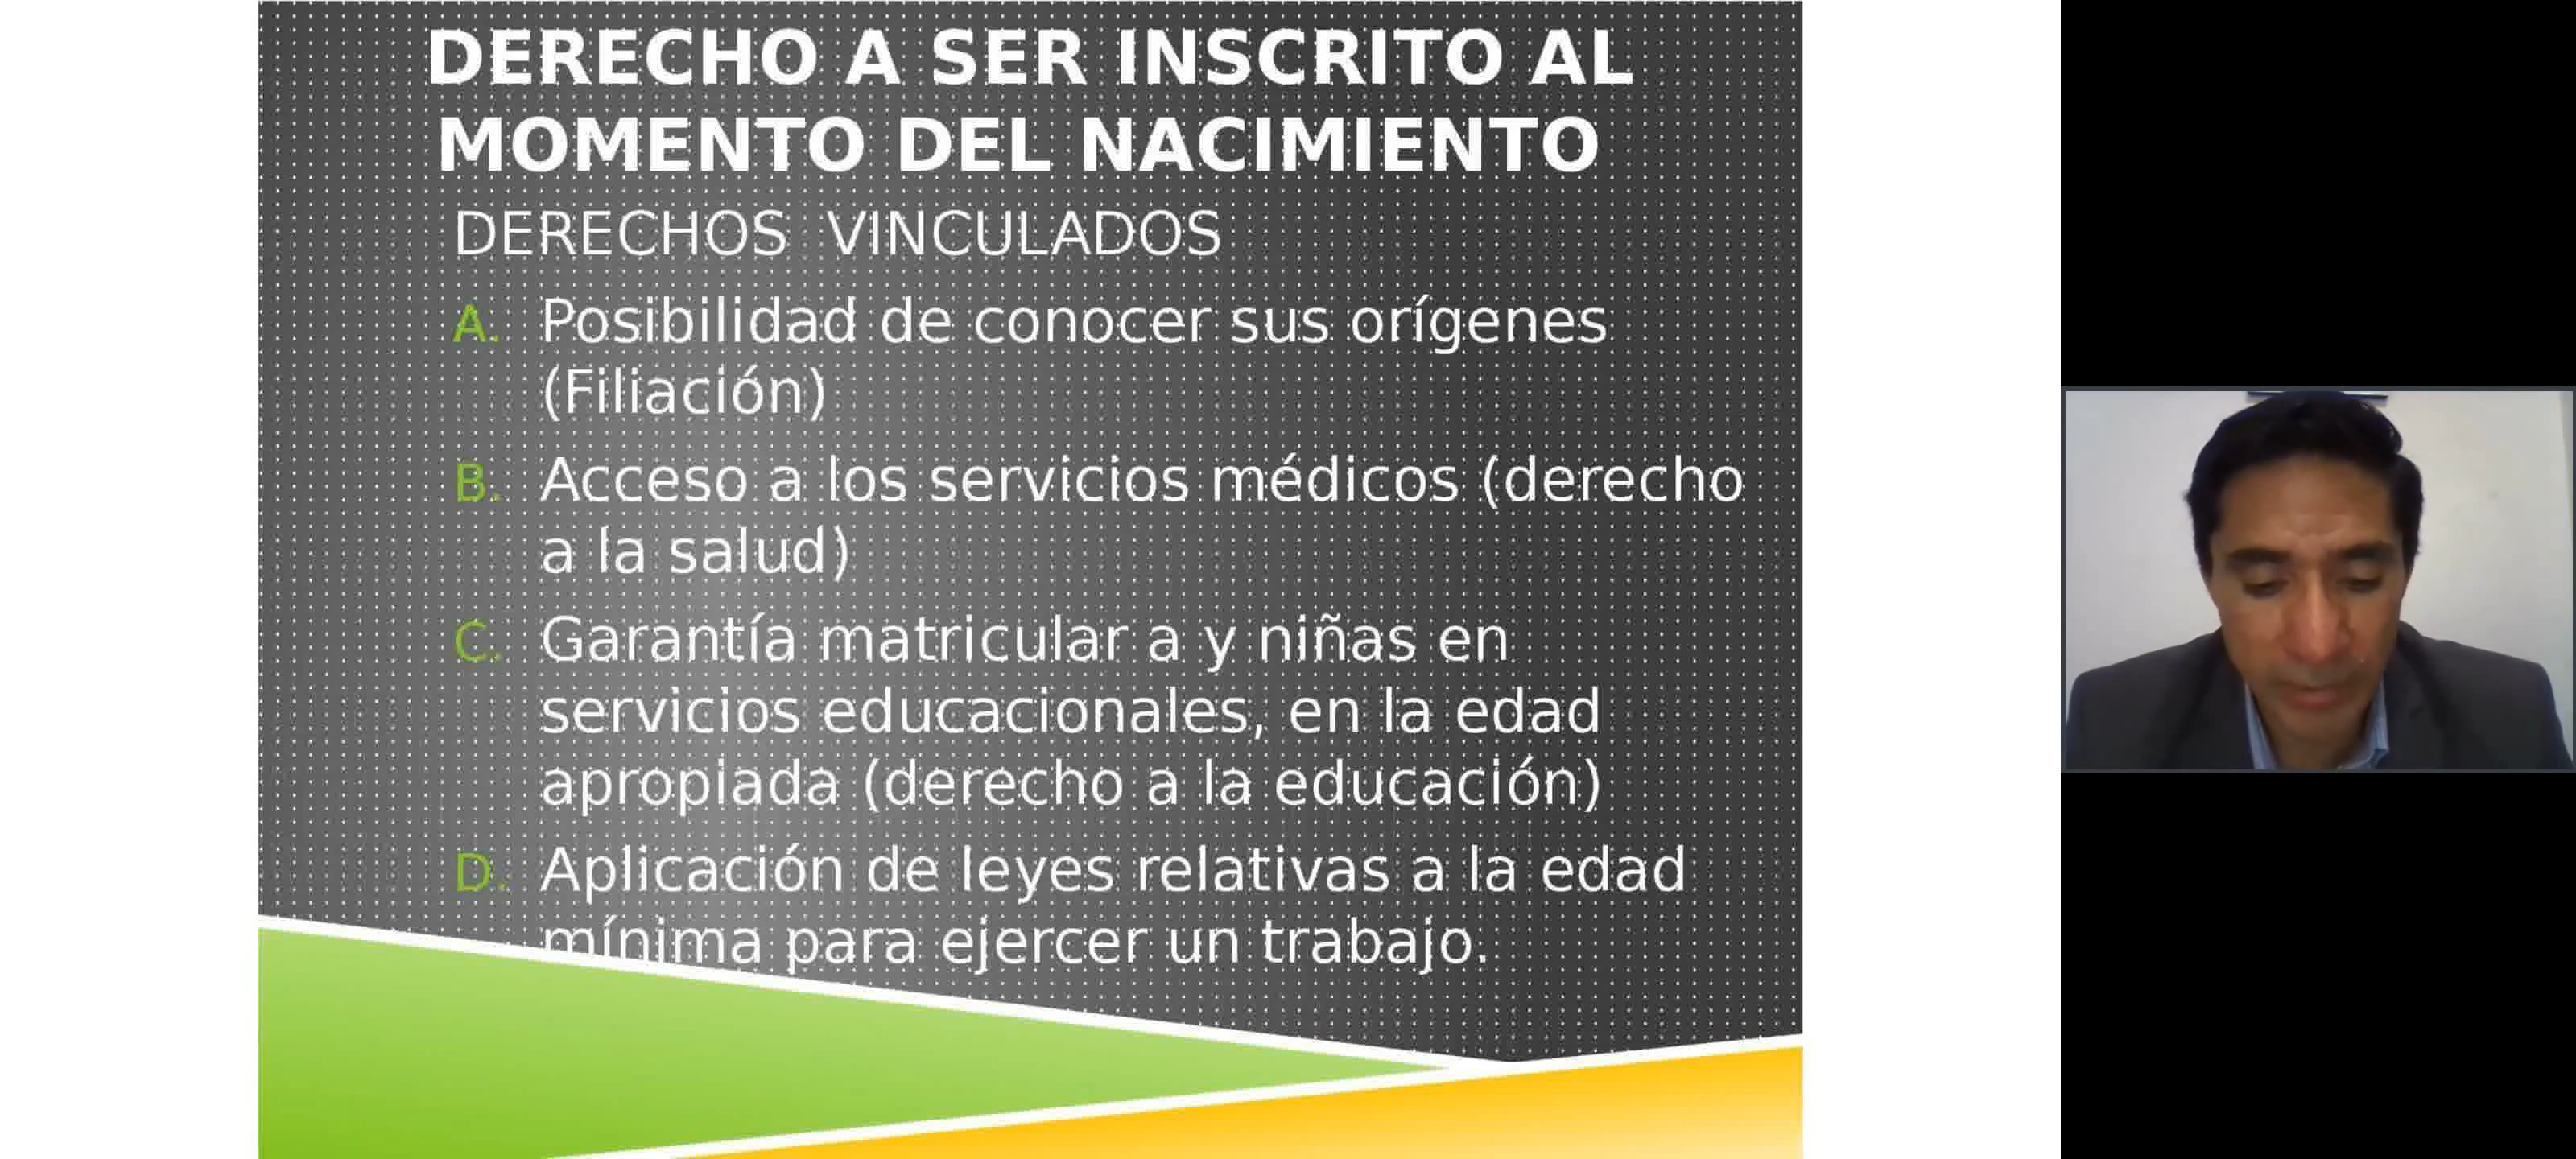 DERECHO A SER INSCRITO AL
MOMENTO DEL NACIMIENTO
DERECHOS VINCULADOS
A. Posibilidad de conocer sus orígenes
(Filiación)
B. Acceso a los servicios médicos (derecho
a la salud)
C. Garantía matricular a y niñas en
servicios educacionales, en la edad
apropiada (derecho a la educación)
D. Aplicación de leyes relativas a la edad
mínima para ejercer un trabajo.